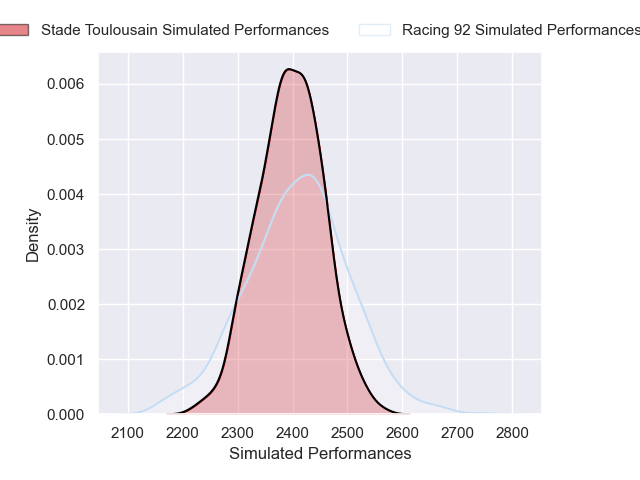 Stade Toulousain Simulated Performances Racing 92 Simulated Performances
0.006
0.005
0.004
0.003
0.002
0.001
0.000
Density
2100 2200 2300 2400 2500 2600 2700 2800
Simulated Performances